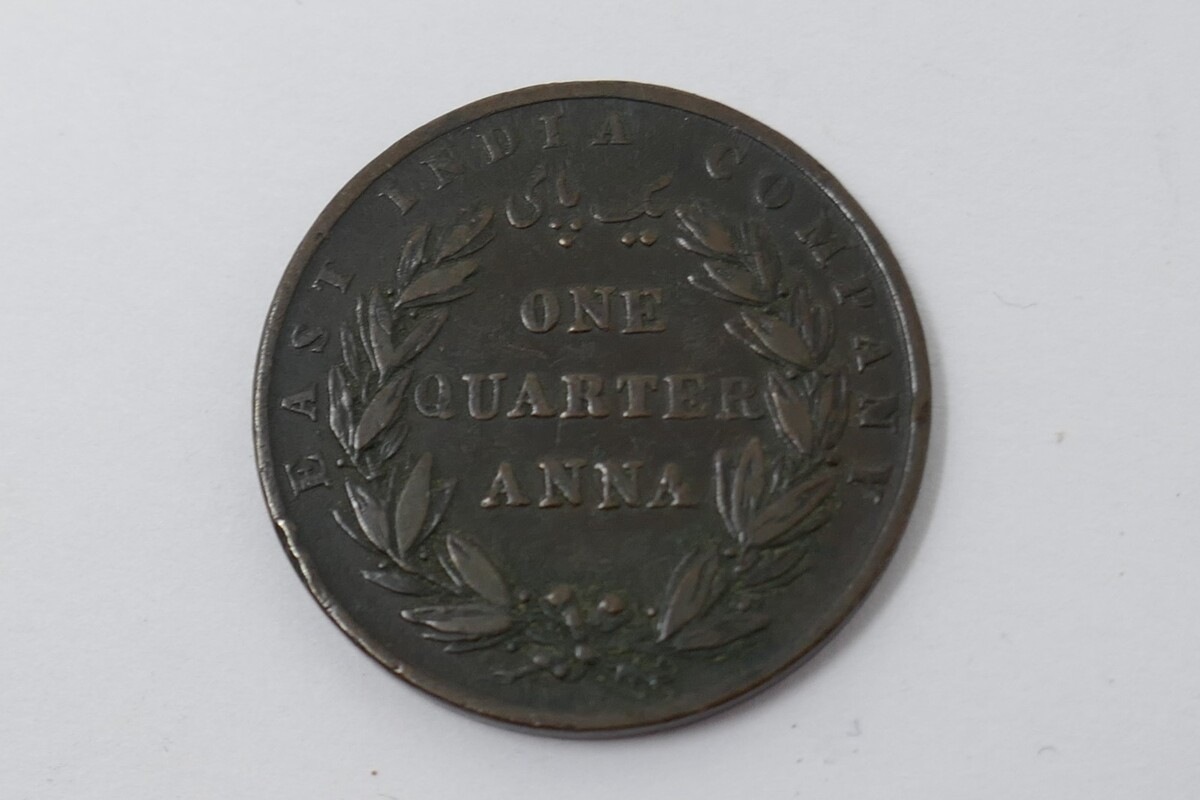 EAST INDIA COMPANY
یک پائی
ONE
QUARTER
ANNA